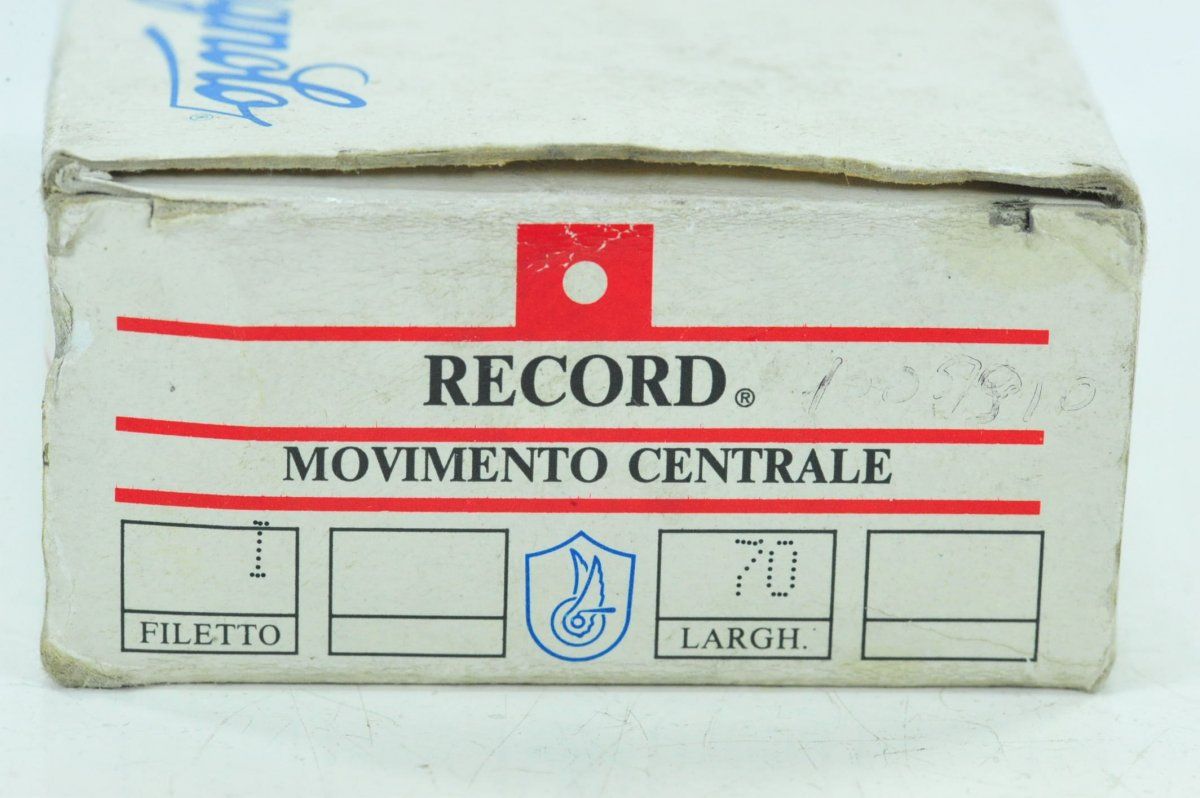 RECORD®
MOVIMENTO CENTRALE
I
70
FILETTO
LARGH.